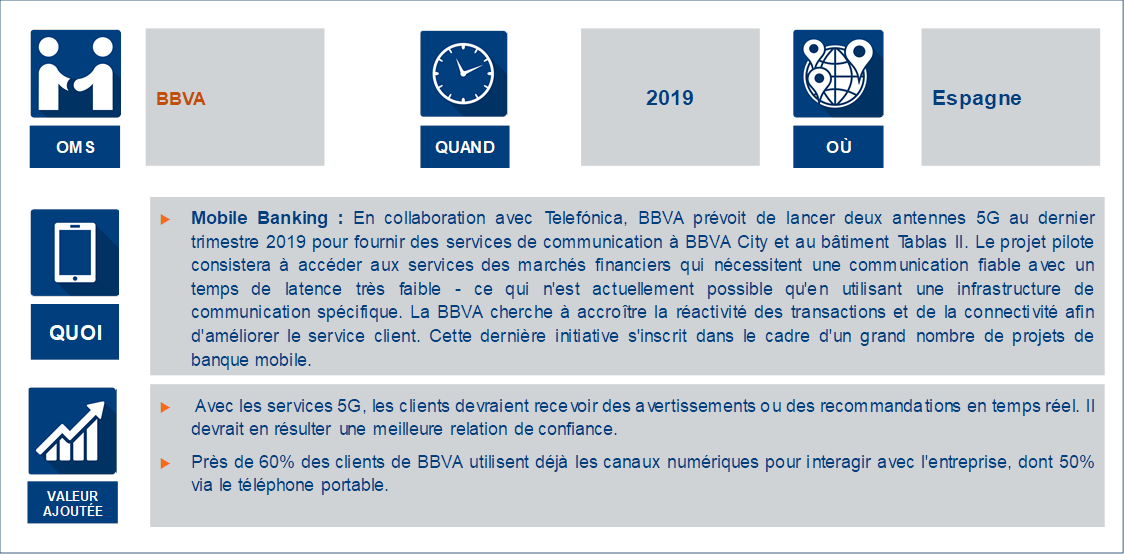 BBVA
2019
Espagne
OMS
QUAND
OÙ
Mobile Banking : En collaboration avec Telefónica, BBVA prévoit de lancer deux antennes 5G au dernier
trimestre 2019 pour fournir des services de communication à BBVA City et au bâtiment Tablas II. Le projet pilote
consistera à accéder aux services des marchés financiers qui nécessitent une communication fiable avec un
temps de latence très faible - ce qui n'est actuellement possible qu'en utilisant une infrastructure de
communication spécifique. La BBVA cherche à accroître la réactivité des transactions et de la connectivité afin
d'améliorer le service client. Cette dernière initiative s'inscrit dans le cadre d'un grand nombre de projets de
banque mobile.
QUOI
Avec les services 5G, les clients devraient recevoir des avertissements ou des recommandations en temps réel. Il
devrait en résulter une meilleure relation de confiance.
Près de 60% des clients de BBVA utilisent déjà les canaux numériques pour interagir avec l'entreprise, dont 50%
via le téléphone portable.
VALEUR
AJOUTÉE